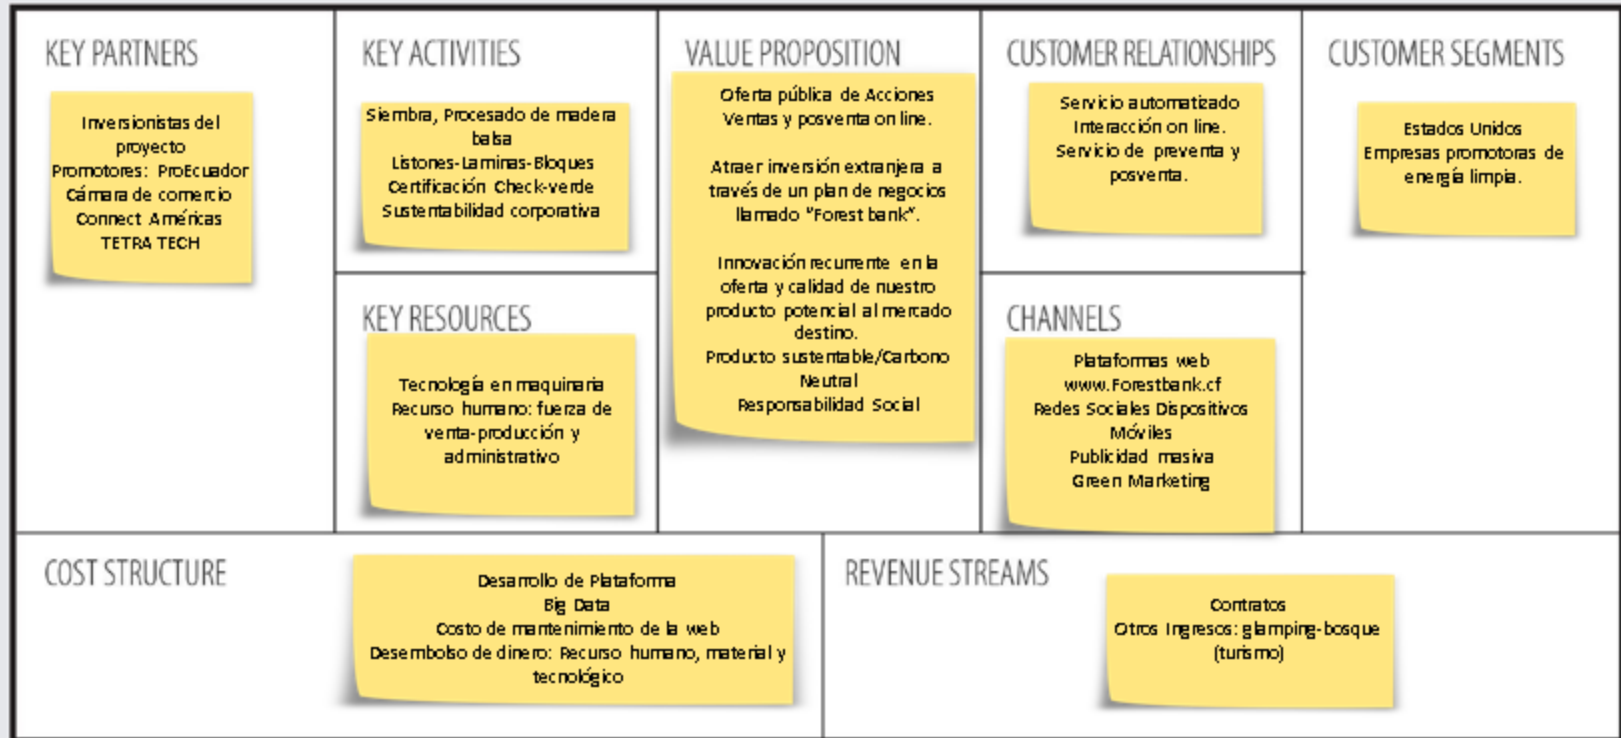 KEY PARTNERS
Inversionistas del
proyecto
Promotores: ProEcuador
Cámara de comercio
Connect Américas
TETRA TECH
KEY ACTIVITIES
Siembra, Procesado de madera
balsa
Listones-Laminas-Bloques
Certificación Check-verde
Sustentabilidad corporativa
KEY RESOURCES
Tecnología en maquinaria
Recurso humano: fuerza de
venta-producción y
administrativo
VALUE PROPOSITION
Oferta pública de Acciones
Ventas y posventa on line.
Atraer inversión extranjera a
través de un plan de negocios
llamado "Forest bank".
Innovación recurrente en la
oferta y calidad de nuestro
producto potencial al mercado
destino.
Producto sustentable/Carbono
Neutral
Responsabilidad Social
CUSTOMER RELATIONSHIPS
Servicio automatizado
Interacción on line.
Servicio de preventa y
posventa.
CHANNELS
Plataformas web
www.Forestbank.cf
Redes Sociales Dispositivos
Móviles
Publicidad masiva
Green Marketing
CUSTOMER SEGMENTS
Estados Unidos
Empresas promotoras de
energía limpia.
COST STRUCTURE
Desarrollo de Plataforma
Big Data
Costo de mantenimiento de la web
Desembolso de dinero: Recurso humano, material y
tecnológico
REVENUE STREAMS
Contratos
Otros Ingresos: glamping-bosque
(turismo)